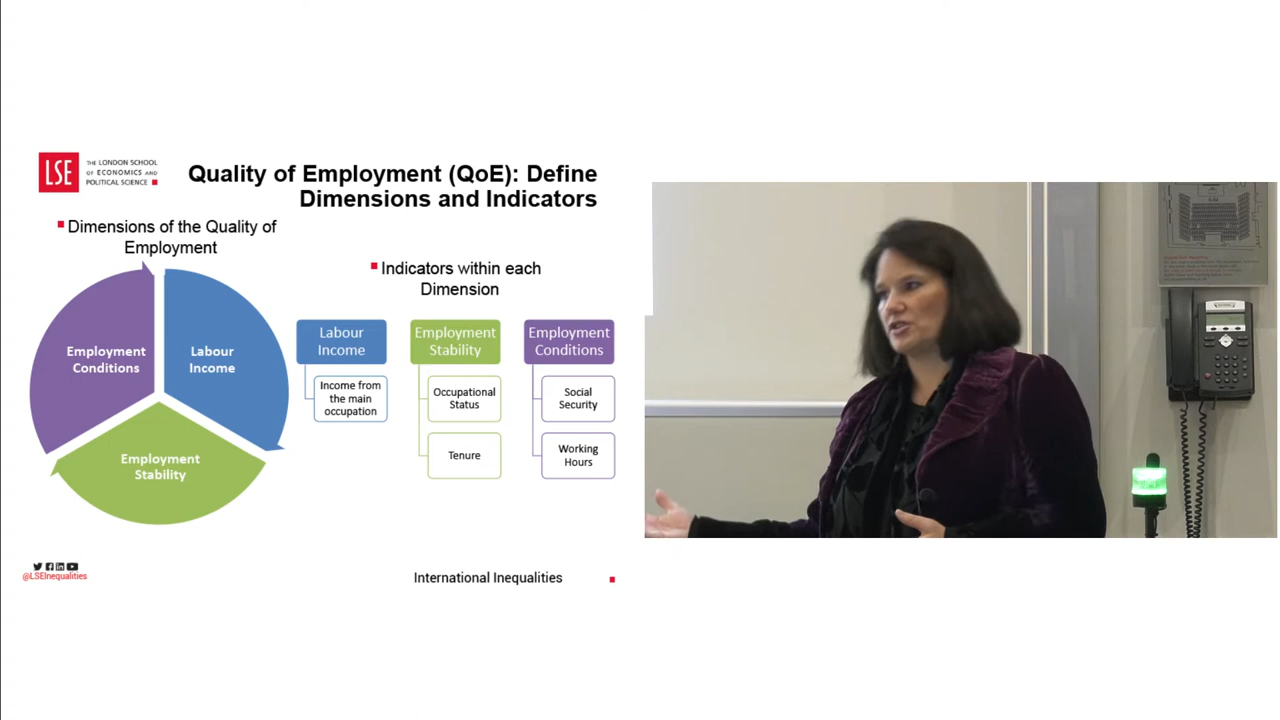 LSE
THE LONDON SCHOOL
OF ECONOMICS AND
POLITICAL SCIENCE
Quality of Employment (QoE): Define
Dimensions and Indicators
Dimensions of the Quality of
Employment
Indicators within each
Dimension
Employment
Conditions
Labour
Income
Employment
Stability
Labour
Income
Income from
the main
occupation
Employment
Stability
Occupational
Status
Tenure
Employment
Conditions
Social
Security
Working
Hours
@LSEInequalities
International Inequalities